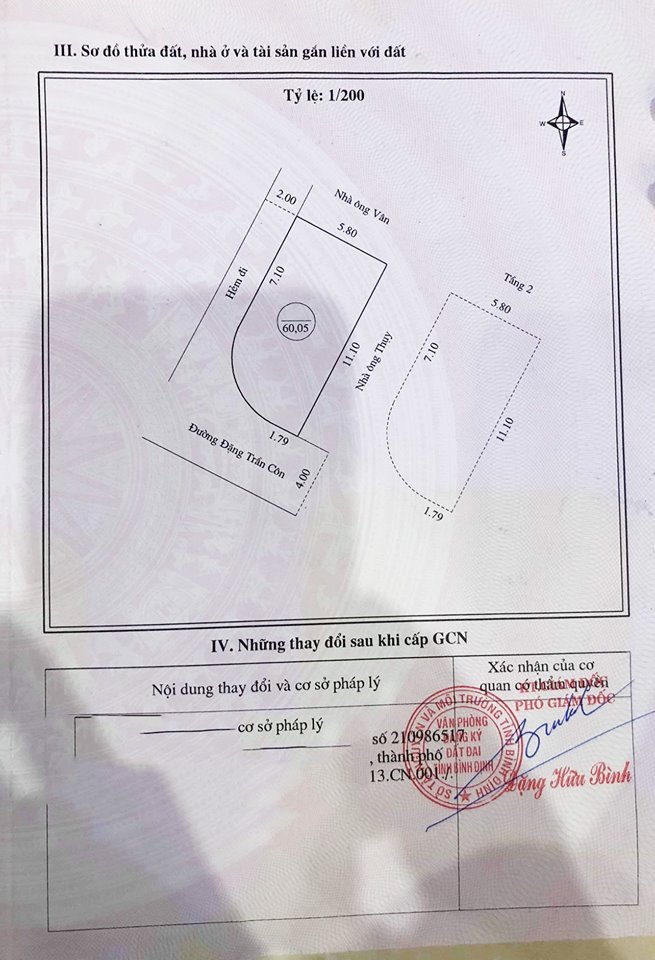 III. Sơ đồ thửa đất, nhà ở và tài sản gắn liền với đất
Tỷ lệ: 1/200
N
W
E
S
2.00
Nhà ông Vân
5.80
Hẻm đi
7.10
60,05
11.10
Nhà ông Thuy
1.79
Đường Đặng Trần Côn
4.00
Tầng 2
5.80
7.10
11.10
1.79
IV. Những thay đổi sau khi cấp GCN
Nội dung thay đổi và cơ sở pháp lý
Xác nhận của cơ
quan có thẩm quyền
cơ sở pháp lý
số 210986517
, thành phố
13.CN.001
KT.GIÁM ĐỐC
PHÓ GIÁM ĐỐC
SỞ TÀI NGUYÊN VÀ MÔI TRƯỜNG TỈNH BÌNH ĐỊNH
VĂN PHÒNG
ĐĂNG KÝ
ĐẤT ĐAI
TỈNH BÌNH ĐỊNH
Đặng Hữu Bình